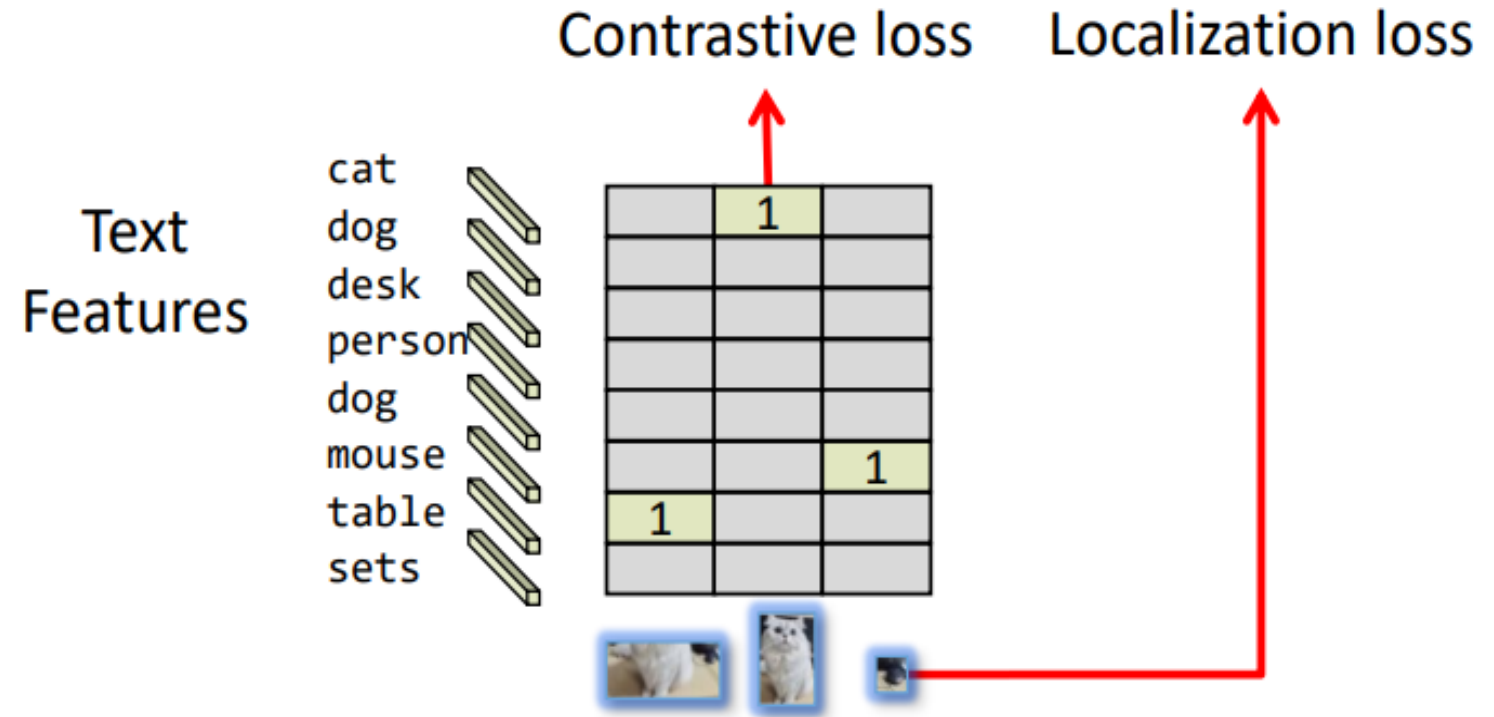 Contrastive loss
Localization loss
Text
Features
cat
dog
desk
person
dog
mouse
table
sets
1
1
1